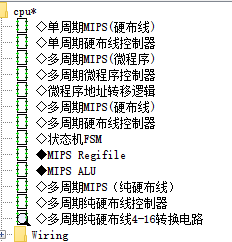 cpu*
◇单周期MIPS(硬布线)
◇单周期硬布线控制器
◇多周期MIPS(微程序)
◇多周期微程序控制器
◇微程序地址转移逻辑
◇多周期MIPS(硬布线)
◇多周期硬布线控制器
◇状态机FSM
◆MIPS Regifile
◆MIPS ALU
◇多周期MIPS（纯硬布线）
◇多周期纯硬布线控制器
◇多周期纯硬布线4-16转换电路
Wiring